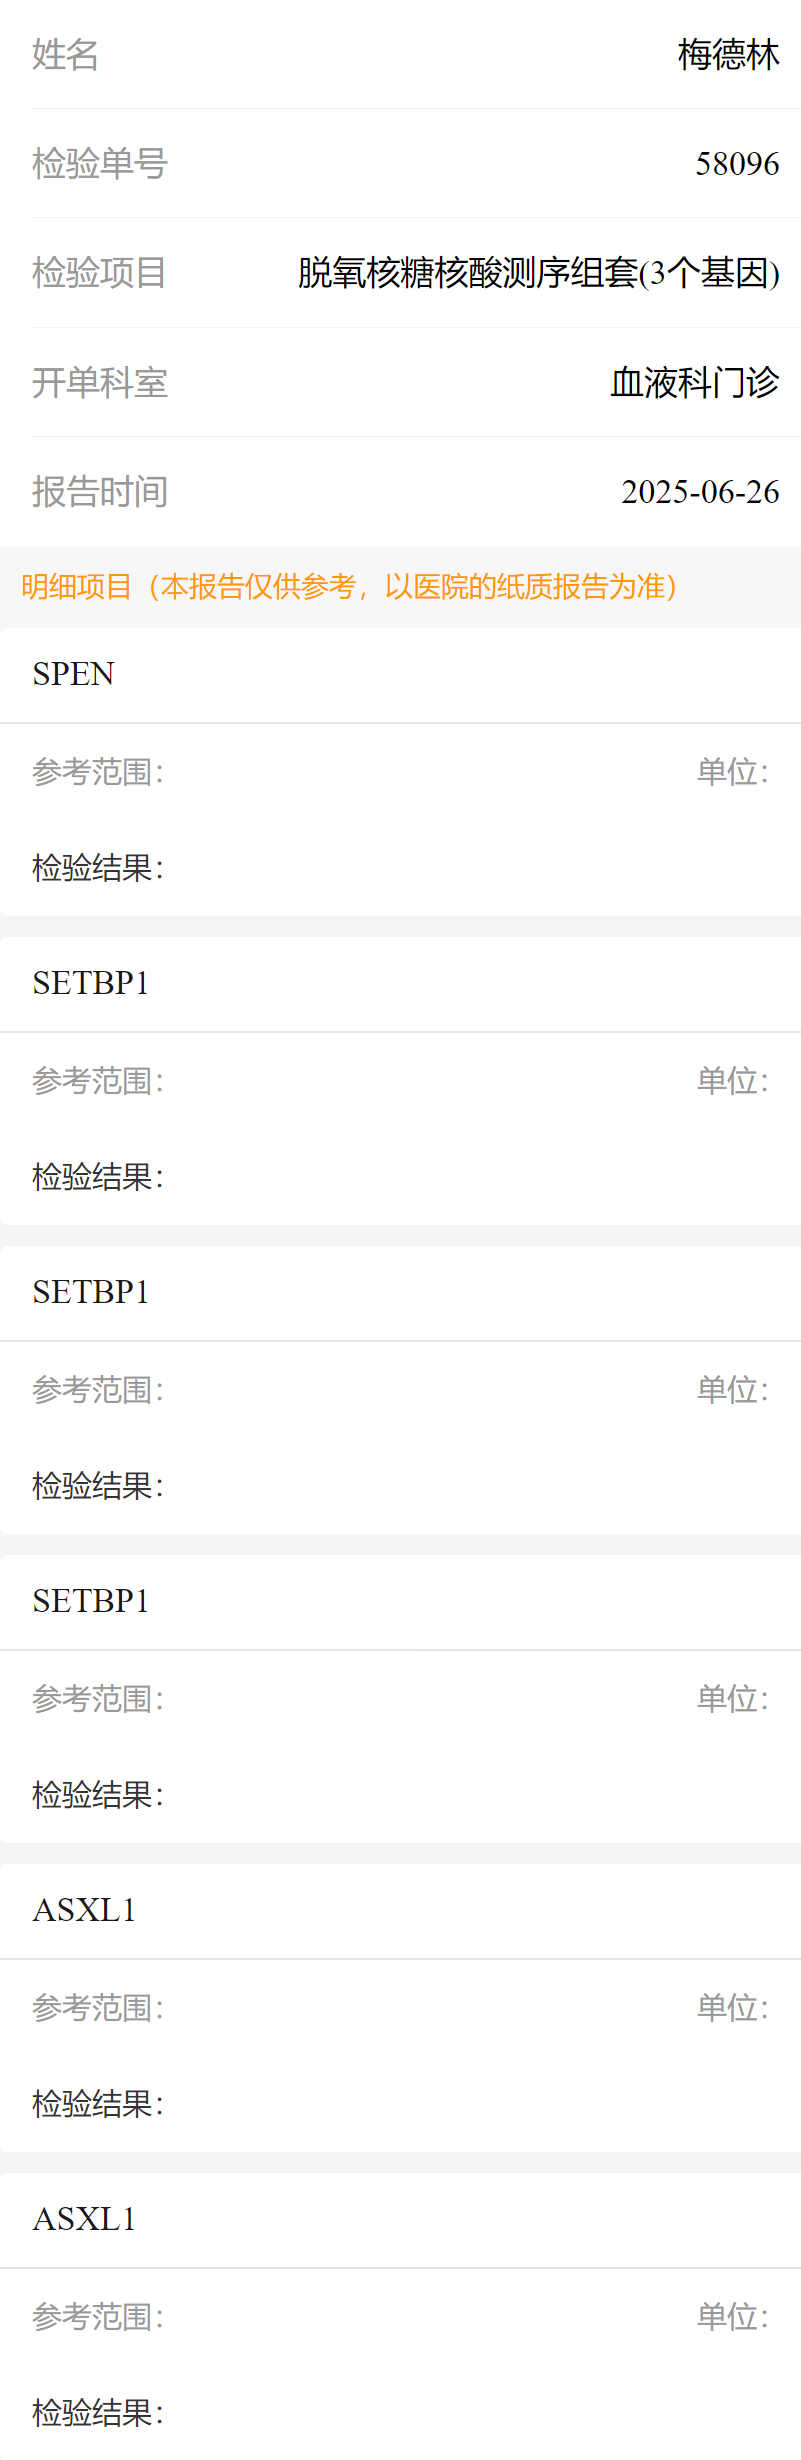 姓名 梅德林
检验单号 58096
检验项目 脱氧核糖核酸测序组套(3个基因)
开单科室 血液科门诊
报告时间 2025-06-26
明细项目（本报告仅供参考，以医院的纸质报告为准）
SPEN
参考范围： 单位：
检验结果：
SETBP1
参考范围： 单位：
检验结果：
SETBP1
参考范围： 单位：
检验结果：
SETBP1
参考范围： 单位：
检验结果：
ASXL1
参考范围： 单位：
检验结果：
ASXL1
参考范围： 单位：
检验结果：